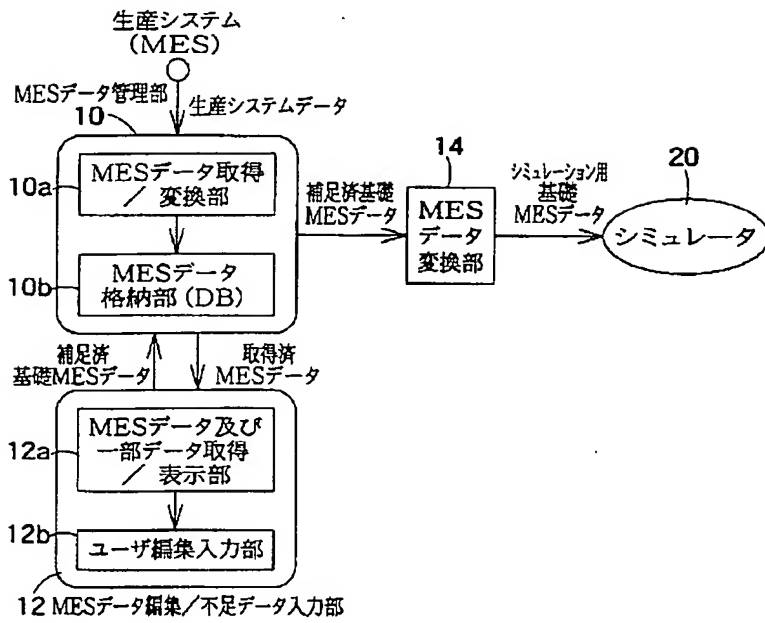 生産システム
(MES)
MESデータ管理部
10
生産システムデータ
10a
MESデータ取得
/ 変換部
10b
MESデータ
格納部(DB)
補足済基礎
MESデータ
14
MES
データ
変換部
シミュレーション用
基礎
MESデータ
20
シミュレータ
補足済
基礎MESデータ
取得済
MESデータ
12a
MESデータ及び
一部データ取得
/ 表示部
12b
ユーザ編集入力部
12 MESデータ編集/不足データ入力部